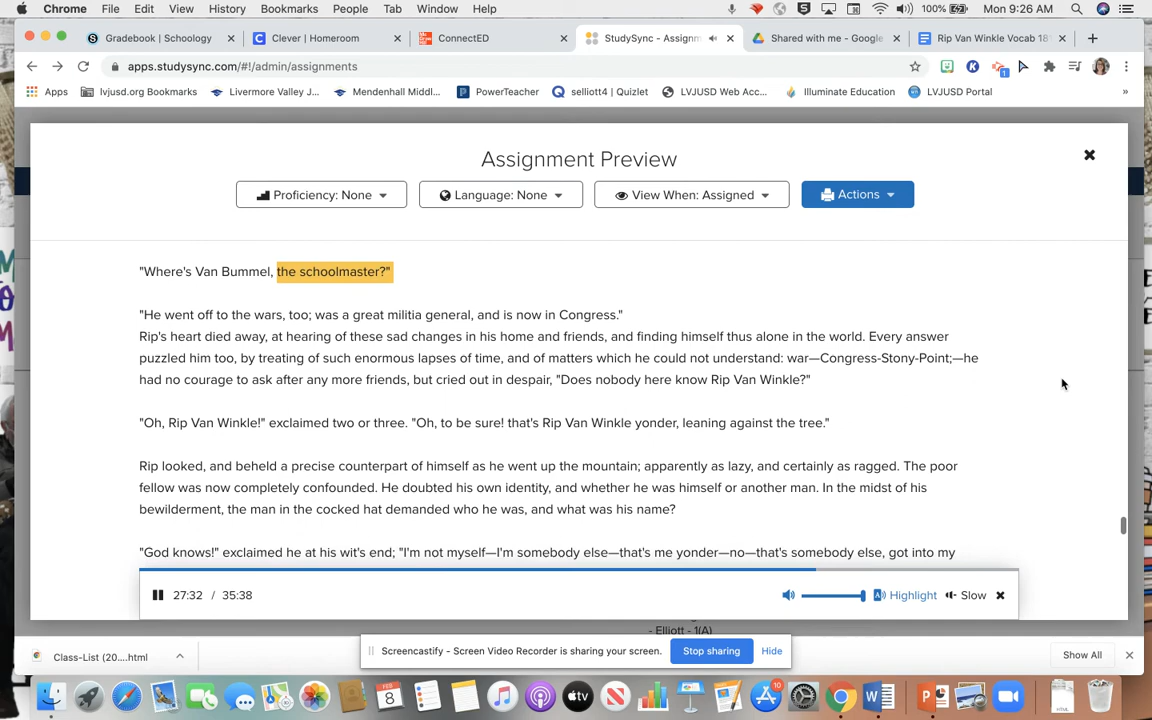 Chrome File Edit View History Bookmarks People Tab Window Help 100% Mon 9:26 AM
Gradebook | Schoology Clever | Homeroom ConnectED StudySync - Assignm Shared with me - Google Rip Van Winkle Vocab 18
apps.studysync.com/#!/admin/assignments
Apps lvjusd.org Bookmarks Livermore Valley J... Mendenhall Middl... PowerTeacher selliott4 | Quizlet LVJUSD Web Acc... Illuminate Education LVJUSD Portal »
Assignment Preview
Proficiency: None Language: None View When: Assigned Actions
"Where's Van Bummel, the schoolmaster?"
"He went off to the wars, too; was a great militia general, and is now in Congress."
Rip's heart died away, at hearing of these sad changes in his home and friends, and finding himself thus alone in the world. Every answer
puzzled him too, by treating of such enormous lapses of time, and of matters which he could not understand: war—Congress-Stony-Point;—he
had no courage to ask after any more friends, but cried out in despair, "Does nobody here know Rip Van Winkle?"
"Oh, Rip Van Winkle!" exclaimed two or three. "Oh, to be sure! that's Rip Van Winkle yonder, leaning against the tree."
Rip looked, and beheld a precise counterpart of himself as he went up the mountain; apparently as lazy, and certainly as ragged. The poor
fellow was now completely confounded. He doubted his own identity, and whether he was himself or another man. In the midst of his
bewilderment, the man in the cocked hat demanded who he was, and what was his name?
"God knows!" exclaimed he at his wit's end; "I'm not myself—I'm somebody else—that's me yonder—no—that's somebody else, got into my
27:32 / 35:38 Highlight Slow
- Elliott - 1(A)
Screencastify - Screen Video Recorder is sharing your screen. Stop sharing Hide
Class-List (20....html Show All
FEB 8 10